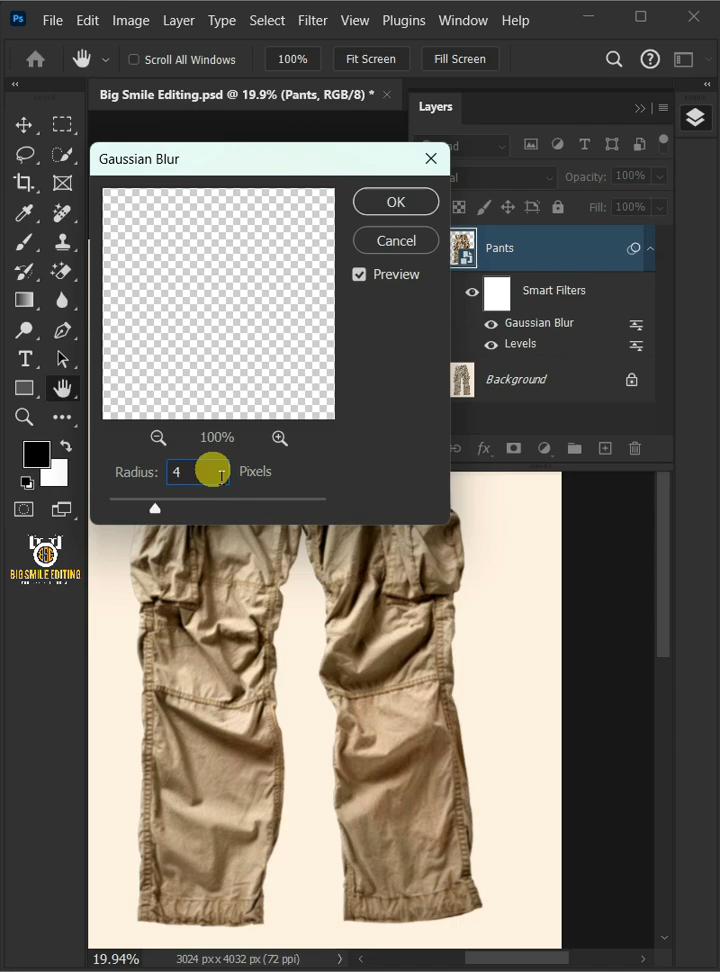 Ps File Edit Image Layer Type Select Filter View Plugins Window Help
Scroll All Windows 100% Fit Screen Fill Screen
Big Smile Editing.psd @ 19.9% (Pants, RGB/8) *
Layers
Gaussian Blur
Opacity: 100%
OK
Fill: 100%
Cancel
Pants
Preview
Smart Filters
Gaussian Blur
Levels
Background
100%
fx
Radius: 4 Pixels
BIG SMILE EDITING
19.94% 3024 px x 4032 px (72 ppi)